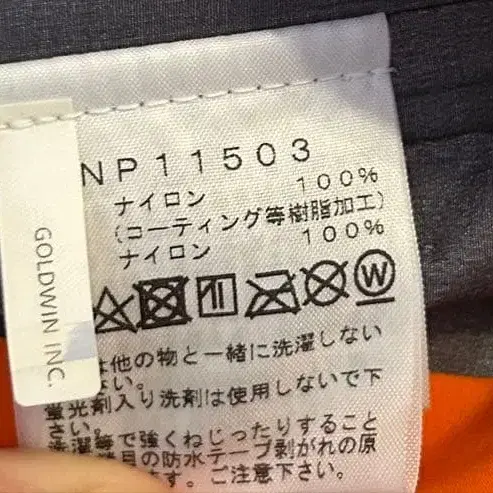 NP11503
ナイロン 100%
(コーティング等樹脂加工)
ナイロン 100%
W
は他の物と一緒に洗濯しない
ない。
蛍光剤入り洗剤は使用しないで下
さい。
洗濯等で強くねじったりすること
目の防水テープ剥がれの原
す。ご注意下さい。
GOLDWIN INC.